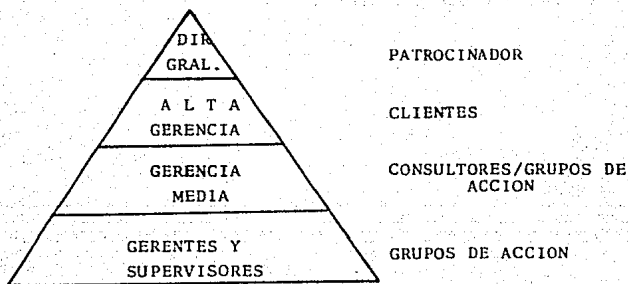 DIR
GRAL.
PATROCINADOR
A L T A
GERENCIA
CLIENTES
GERENCIA
MEDIA
CONSULTORES/GRUPOS DE
ACCION
GERENTES Y
SUPERVISORES
GRUPOS DE ACCION